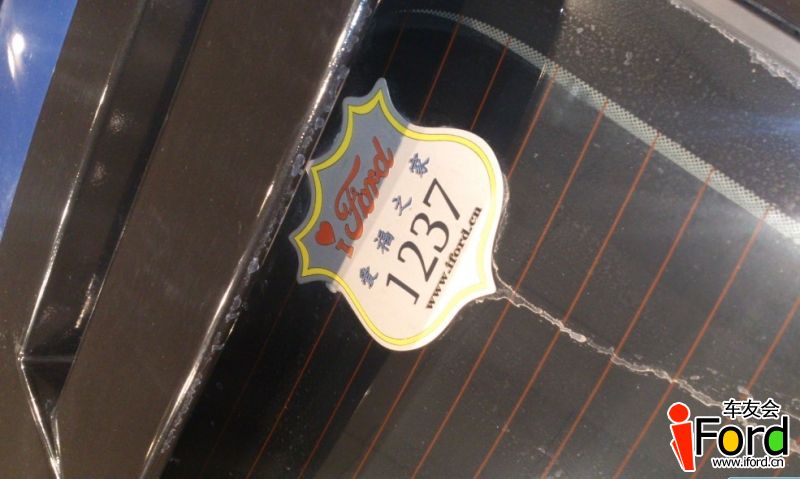 I ❤ Ford
爱福之家
1237
www.iford.cn
车友会
iFord
www.iford.cn